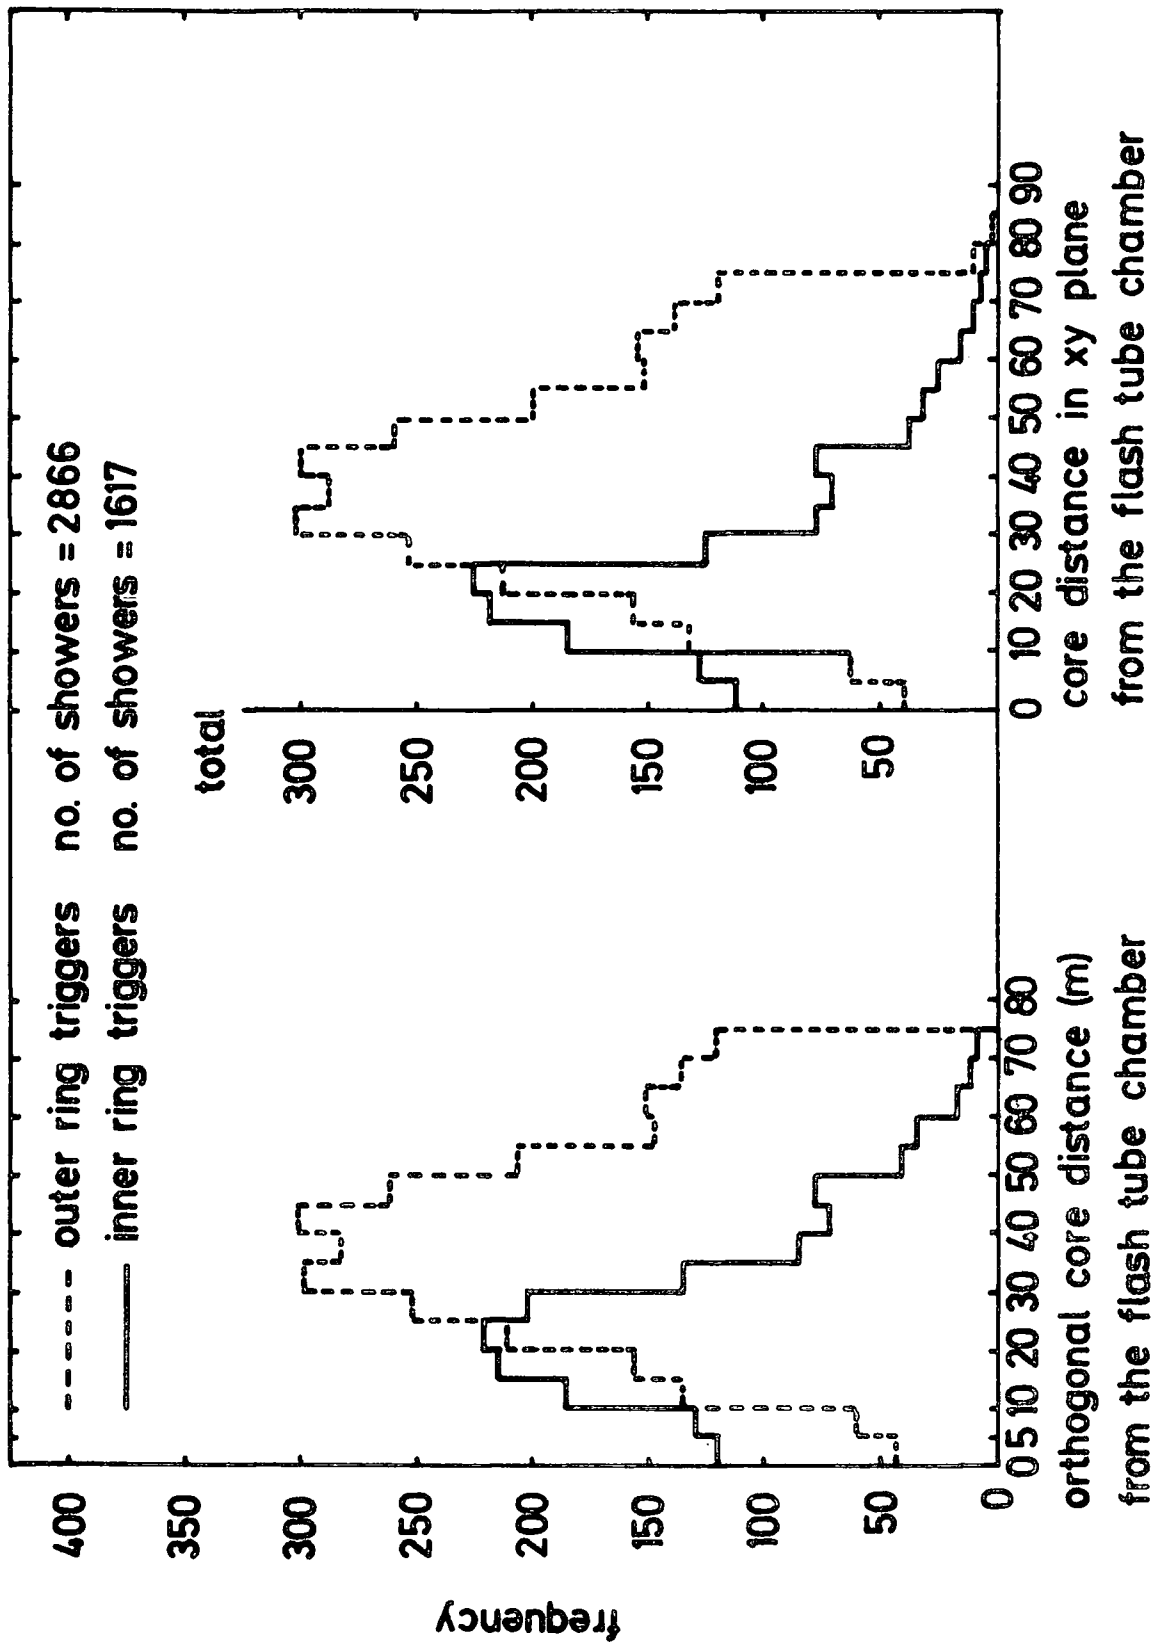 outer ring triggers no. of showers = 2866
inner ring triggers no. of showers = 1617
frequency
400
350
300
250
200
150
100
50
0
0 5 10 20 30 40 50 60 70 80
orthogonal core distance (m)
from the flash tube chamber
total
300
250
200
150
100
50
0 10 20 30 40 50 60 70 80 90
core distance in xy plane
from the flash tube chamber